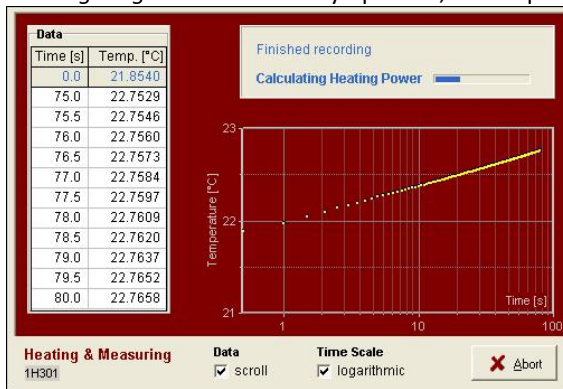 Data
Time [s] Temp. [°C]
0.0 21.8540
75.0 22.7529
75.5 22.7546
76.0 22.7560
76.5 22.7573
77.0 22.7584
77.5 22.7597
78.0 22.7609
78.5 22.7620
79.0 22.7637
79.5 22.7652
80.0 22.7658
Finished recording
Calculating Heating Power
23
22
21
Temperature [°C]
Time [s]
1 10 100
Heating & Measuring
1H301
Data
scroll
Time Scale
logarithmic
Abort